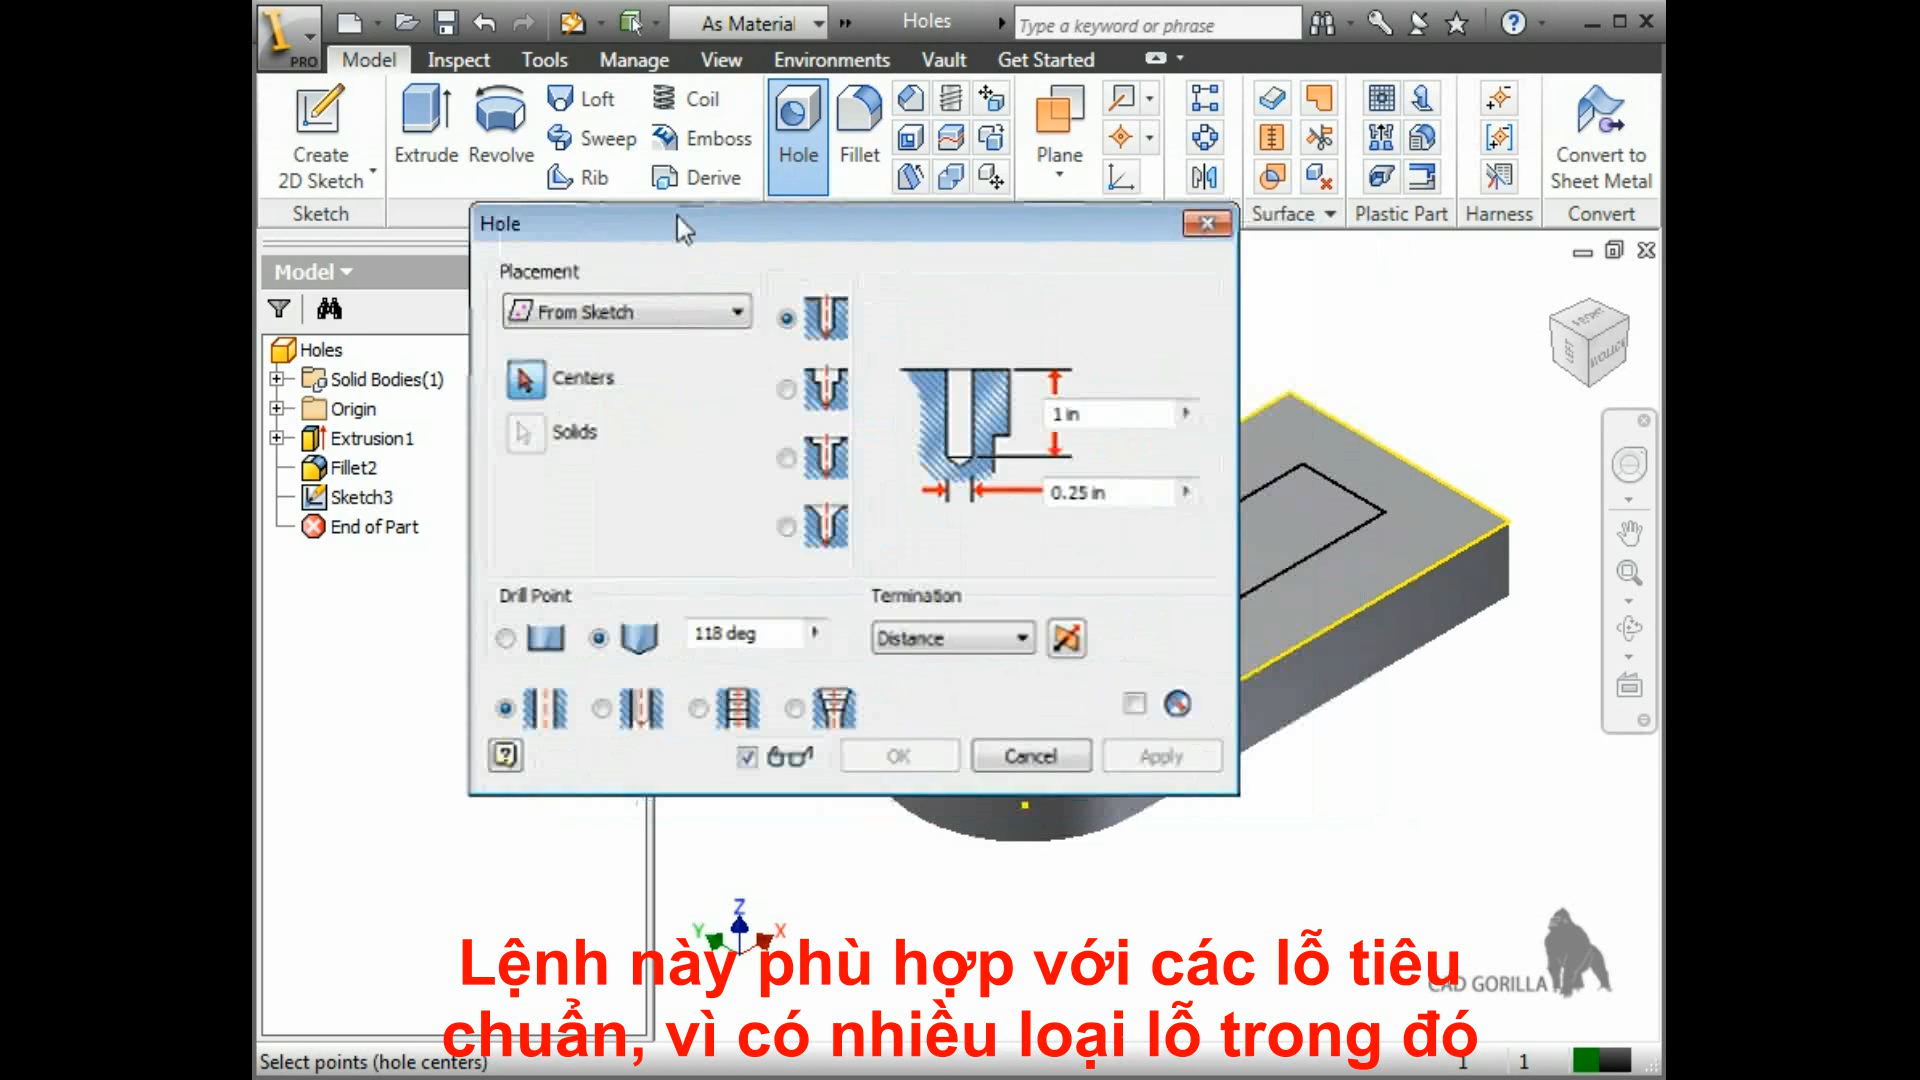 As Material
Holes
Type a keyword or phrase
PRO
Model
Inspect
Tools
Manage
View
Environments
Vault
Get Started
Create
2D Sketch
Extrude
Revolve
Loft
Sweep
Rib
Coil
Emboss
Derive
Hole
Fillet
Plane
Convert to
Sheet Metal
Sketch
Surface
Plastic Part
Harness
Convert
Model
Holes
Solid Bodies(1)
Origin
Extrusion1
Fillet2
Sketch3
End of Part
Hole
Placement
From Sketch
Centers
Solids
1 in
0.25 in
Drill Point
118 deg
Termination
Distance
OK
Cancel
Apply
Z
Y
X
CAD GORILLA
Lệnh này phù hợp với các lỗ tiêu
chuẩn, vì có nhiều loại lỗ trong đó
Select points (hole centers)
1
1